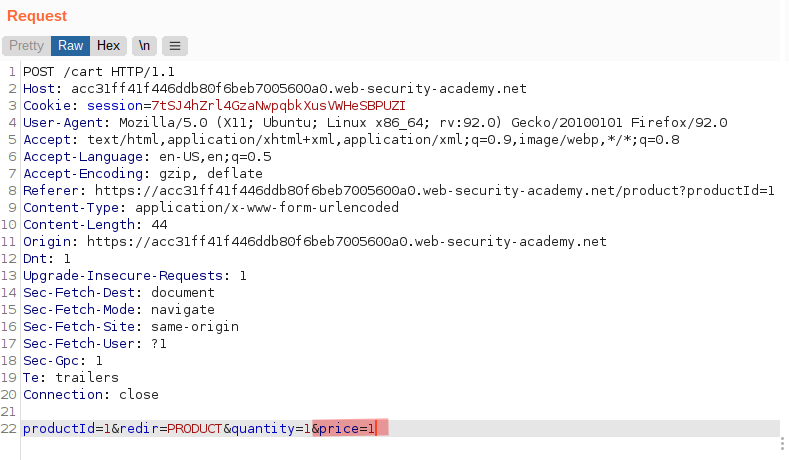 Request
Pretty Raw Hex \n
1 POST /cart HTTP/1.1
2 Host: acc31ff41f446ddb80f6beb7005600a0.web-security-academy.net
3 Cookie: session=7tSJ4hZrl4GzaNwpqbkXusVWHeSBPUZI
4 User-Agent: Mozilla/5.0 (X11; Ubuntu; Linux x86_64; rv:92.0) Gecko/20100101 Firefox/92.0
5 Accept: text/html,application/xhtml+xml,application/xml;q=0.9,image/webp,*/*;q=0.8
6 Accept-Language: en-US,en;q=0.5
7 Accept-Encoding: gzip, deflate
8 Referer: https://acc31ff41f446ddb80f6beb7005600a0.web-security-academy.net/product?productId=1
9 Content-Type: application/x-www-form-urlencoded
10 Content-Length: 44
11 Origin: https://acc31ff41f446ddb80f6beb7005600a0.web-security-academy.net
12 Dnt: 1
13 Upgrade-Insecure-Requests: 1
14 Sec-Fetch-Dest: document
15 Sec-Fetch-Mode: navigate
16 Sec-Fetch-Site: same-origin
17 Sec-Fetch-User: ?1
18 Sec-Gpc: 1
19 Te: trailers
20 Connection: close
21
22 productId=1&redir=PRODUCT&quantity=1&price=1